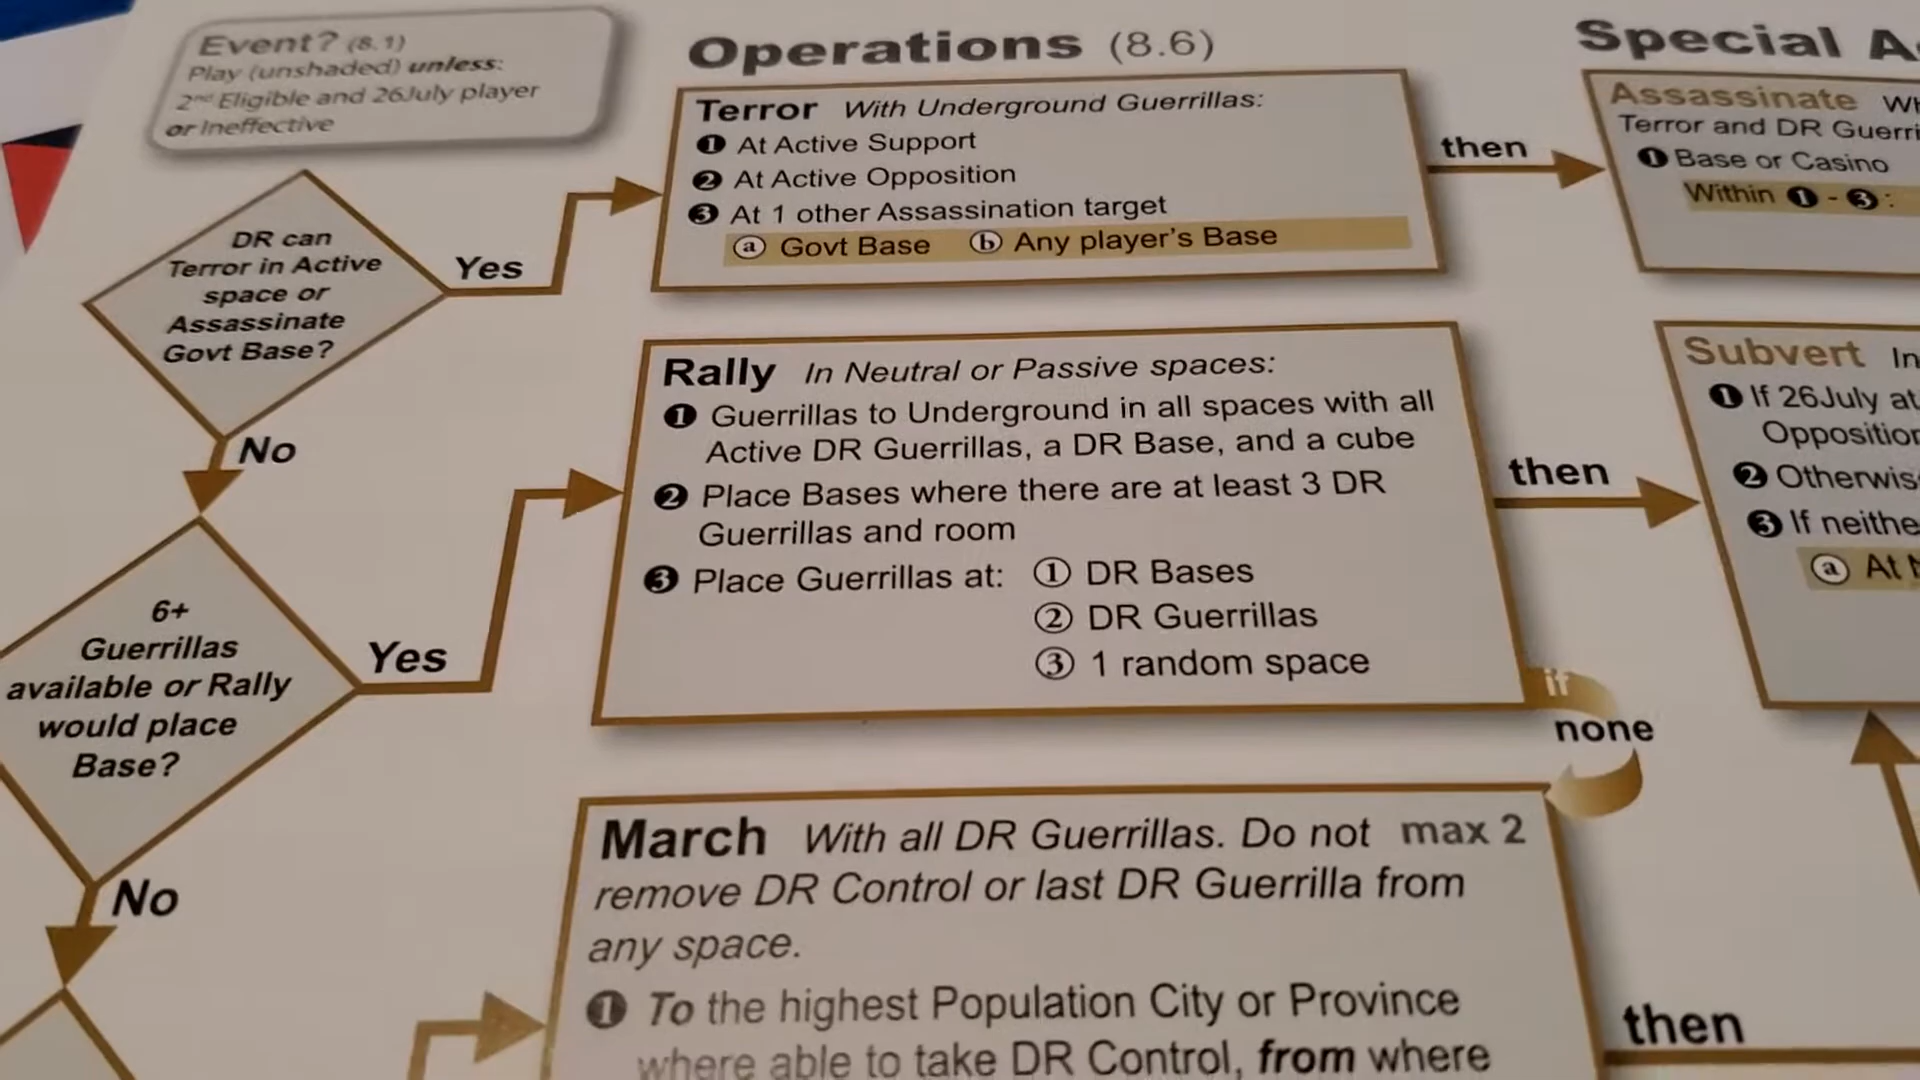 Event? (8.1)
Play (unshaded) unless:
2nd Eligible and 26July player
or Ineffective
Operations (8.6)
Special A
Terror With Underground Guerrillas:
❶ At Active Support
❷ At Active Opposition
❸ At 1 other Assassination target
ⓐ Govt Base ⓑ Any player's Base
then
Assassinate
Terror and DR
❶ Base or Casino
Within ❶ - ❸:
DR can
Terror in Active
space or
Assassinate
Govt Base?
Yes
No
Rally In Neutral or Passive spaces:
❶ Guerrillas to Underground in all spaces with all
Active DR Guerrillas, a DR Base, and a cube
❷ Place Bases where there are at least 3 DR
Guerrillas and room
❸ Place Guerrillas at: ① DR Bases
② DR Guerrillas
③ 1 random space
then
Subvert In
❶ If 26July at
❷
❸ If
ⓐ At
if
none
6+
Guerrillas
available or Rally
would place
Base?
Yes
No
March With all DR Guerrillas. Do not max 2
remove DR Control or last DR Guerrilla from
any space.
❶ To the highest Population City or Province
where able to take DR Control, from where
then